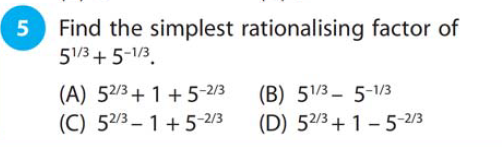 5 Find the simplest rationalising factor of
5^1/3 + 5^-1/3.
(A) 5^2/3 + 1 + 5^-2/3 (B) 5^1/3 – 5^-1/3
(C) 5^2/3 – 1 + 5^-2/3 (D) 5^2/3 + 1 – 5^-2/3